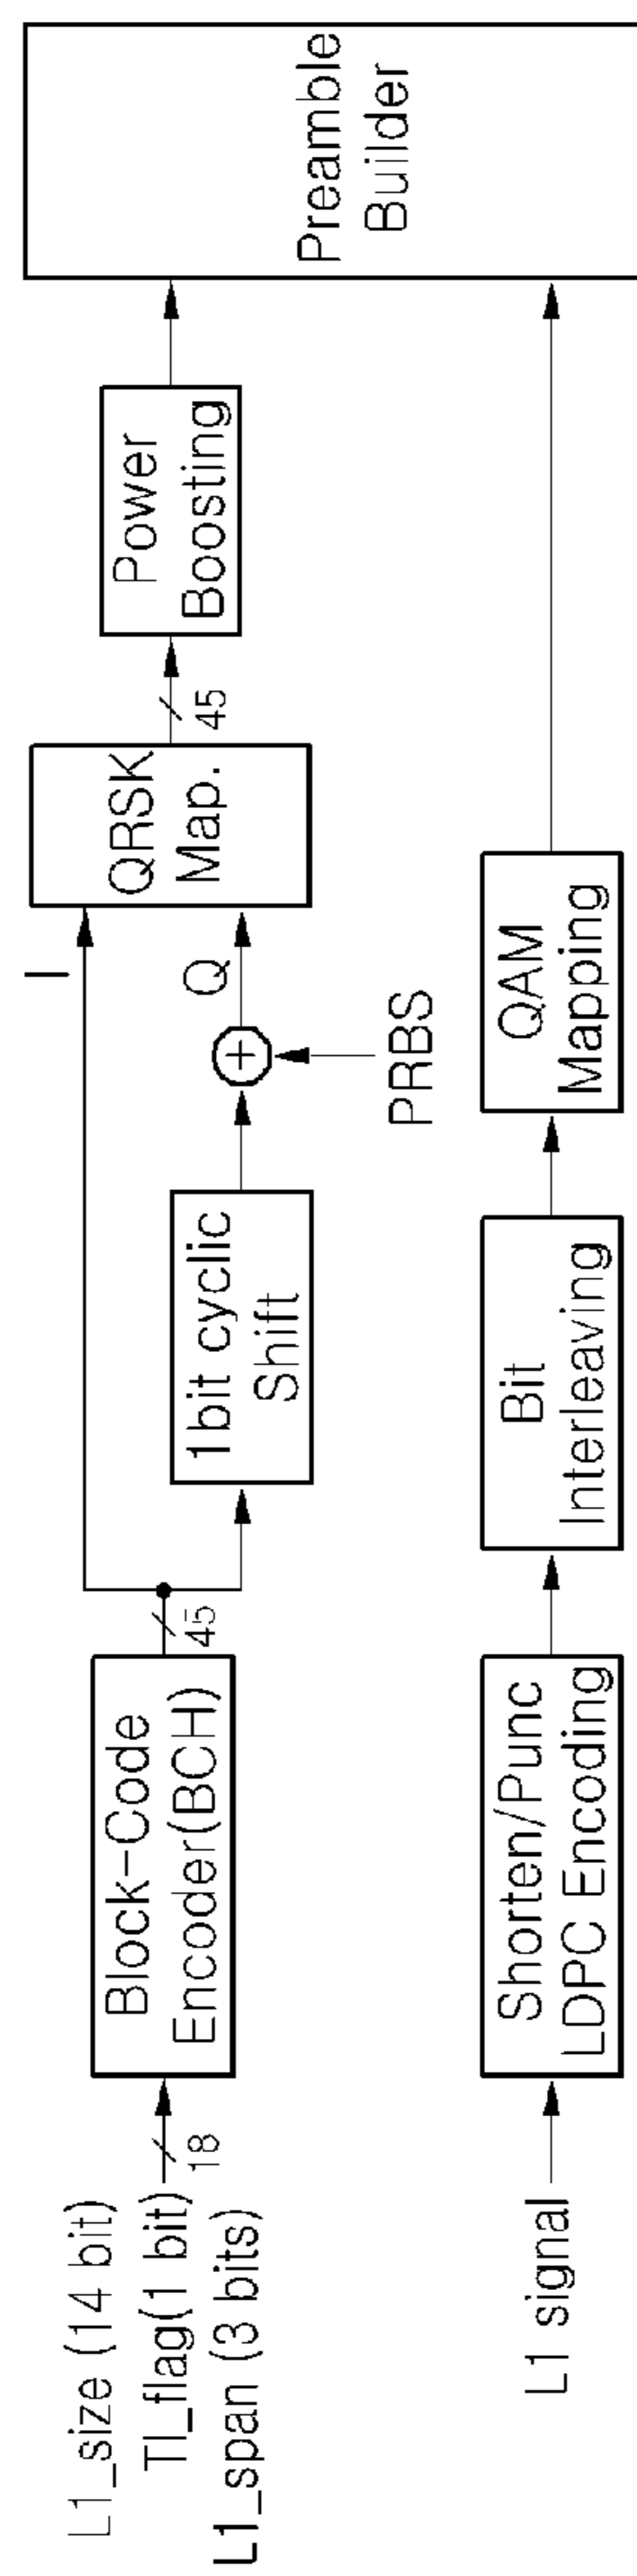 L1_size (14 bit)
TI_flag(1 bit)
L1_span (3 bits)
18
Block-Code
Encoder(BCH)
45
1bit cyclic
Shift
PRBS
I
Q
QRSK
Map.
45
Power
Boosting
Preamble
Builder
L1 signal
Shorten/Punc
LDPC Encoding
Bit
Interleaving
QAM
Mapping